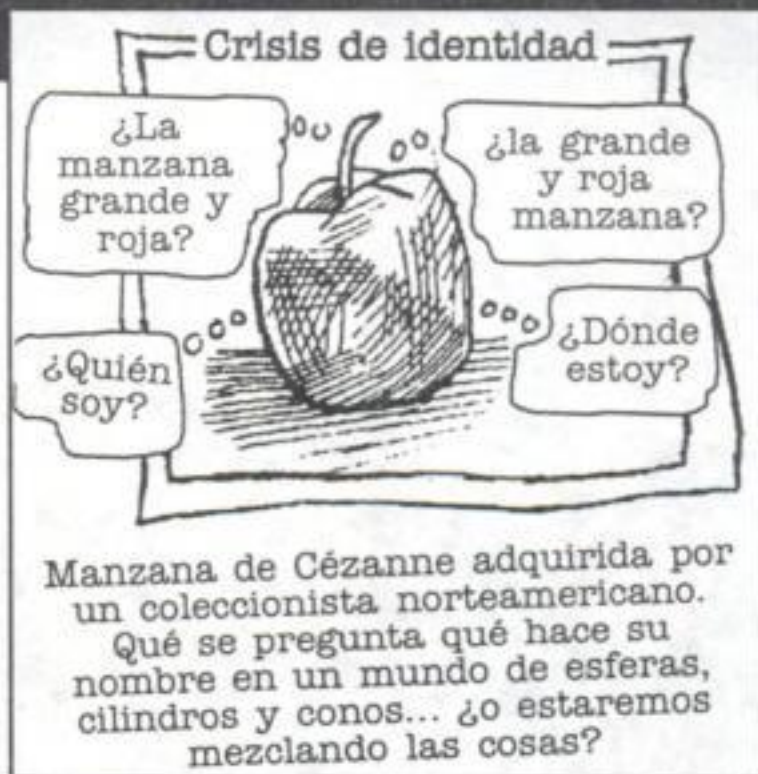 Crisis de identidad
¿La
manzana
grande y
roja?
¿la grande
y roja
manzana?
¿Quién
soy?
¿Dónde
estoy?
Manzana de Cézanne adquirida por
un coleccionista norteamericano.
Qué se pregunta qué hace su
nombre en un mundo de esferas,
cilindros y conos... ¿o estaremos
mezclando las cosas?